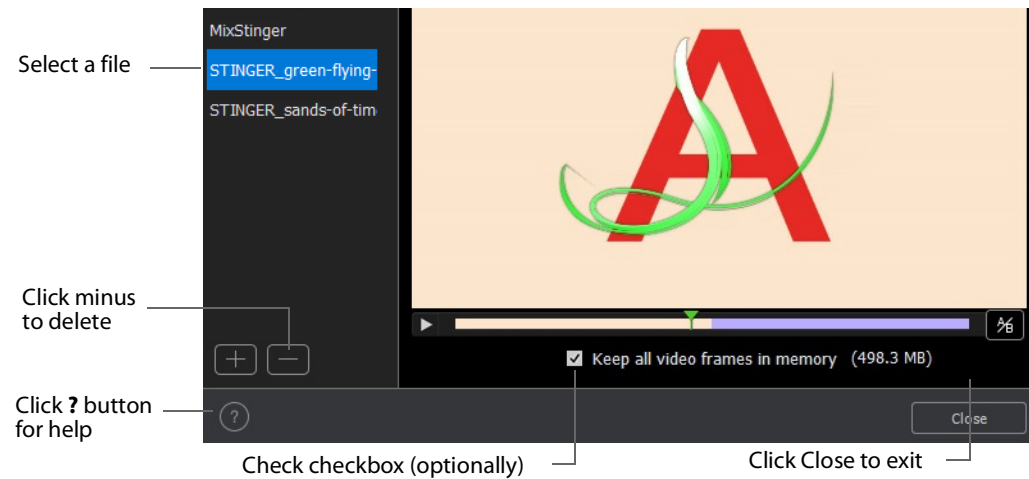 MixStinger
Select a file
STINGER_green-flying-
STINGER_sands-of-tim
A
Click minus
to delete
A/B
Keep all video frames in memory (498.3 MB)
Click ? button
for help
?
Close
Check checkbox (optionally)
Click Close to exit